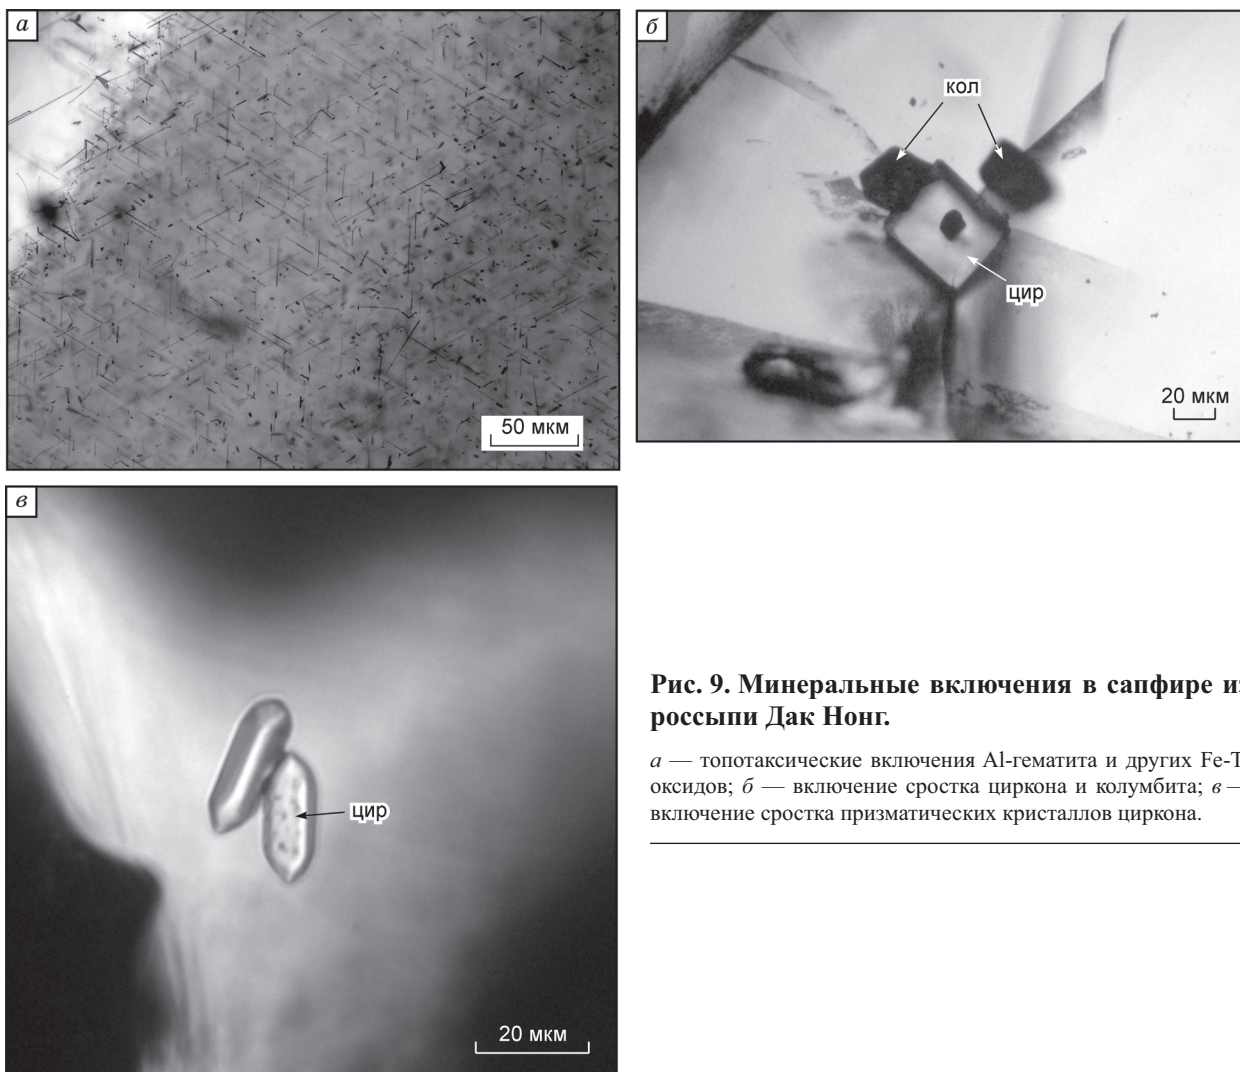 а
50 мкм
б
кол
цир
20 мкм
в
цир
20 мкм
Рис. 9. Минеральные включения в сапфире из
россыпи Дак Нонг.
а — топотаксические включения Al-гематита и других Fe-T
оксидов; б — включение сростка циркона и колумбита; в —
включение сростка призматических кристаллов циркона.